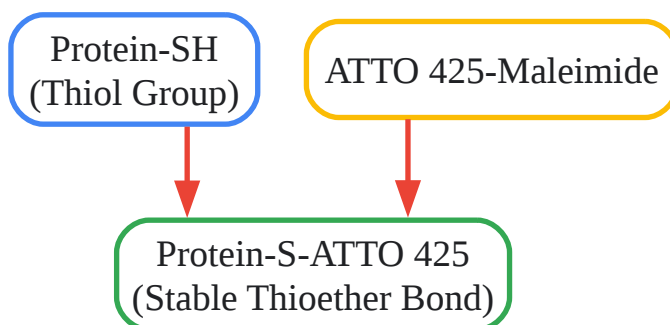 Protein-SH
(Thiol Group)
ATTO 425-Maleimide
Protein-S-ATTO 425
(Stable Thioether Bond)